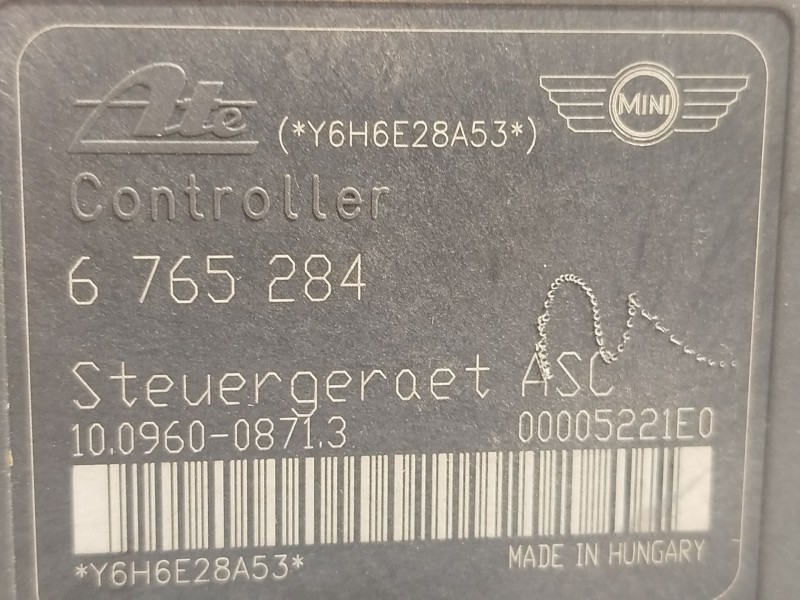 Ate (*Y6H6E28A53*) MINI
Controller
6 765 284
Steuergeraet ASC
10.0960-0871.3 00005221E0
*Y6H6E28A53* MADE IN HUNGARY